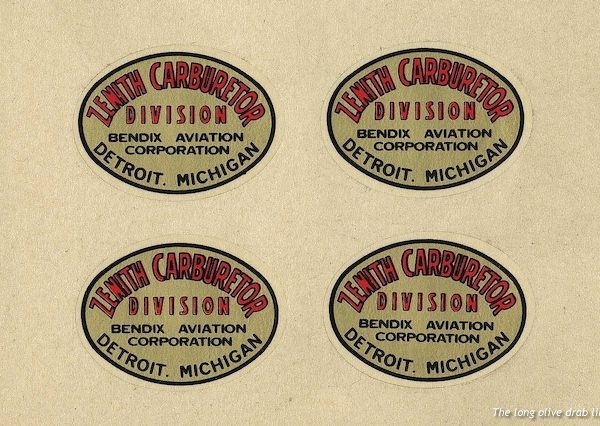 ZENITH CARBURETOR
DIVISION
BENDIX AVIATION
CORPORATION
DETROIT, MICHIGAN
ZENITH CARBURETOR
DIVISION
BENDIX AVIATION
CORPORATION
DETROIT, MICHIGAN
ZENITH CARBURETOR
DIVISION
BENDIX AVIATION
CORPORATION
DETROIT. MICHIGAN
ZENITH CARBURETOR
DIVISION
BENDIX AVIATION
CORPORATION
DETROIT. MICHIGAN
The long olive drab li